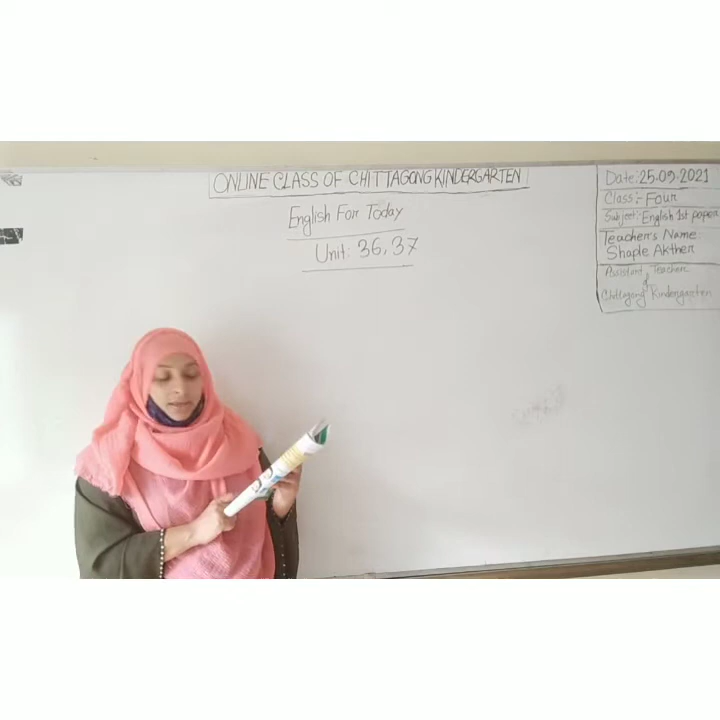 ONLINE CLASS OF CHITTAGONG KINDERGARTEN
English For Today
Unit: 36, 37
Date: 25.09.2021
Class:- Four
Subject:- English 1st paper
Teacher's Name:
Shaple Akther
Assistant Teacher
of
Chittagong Kindergarten